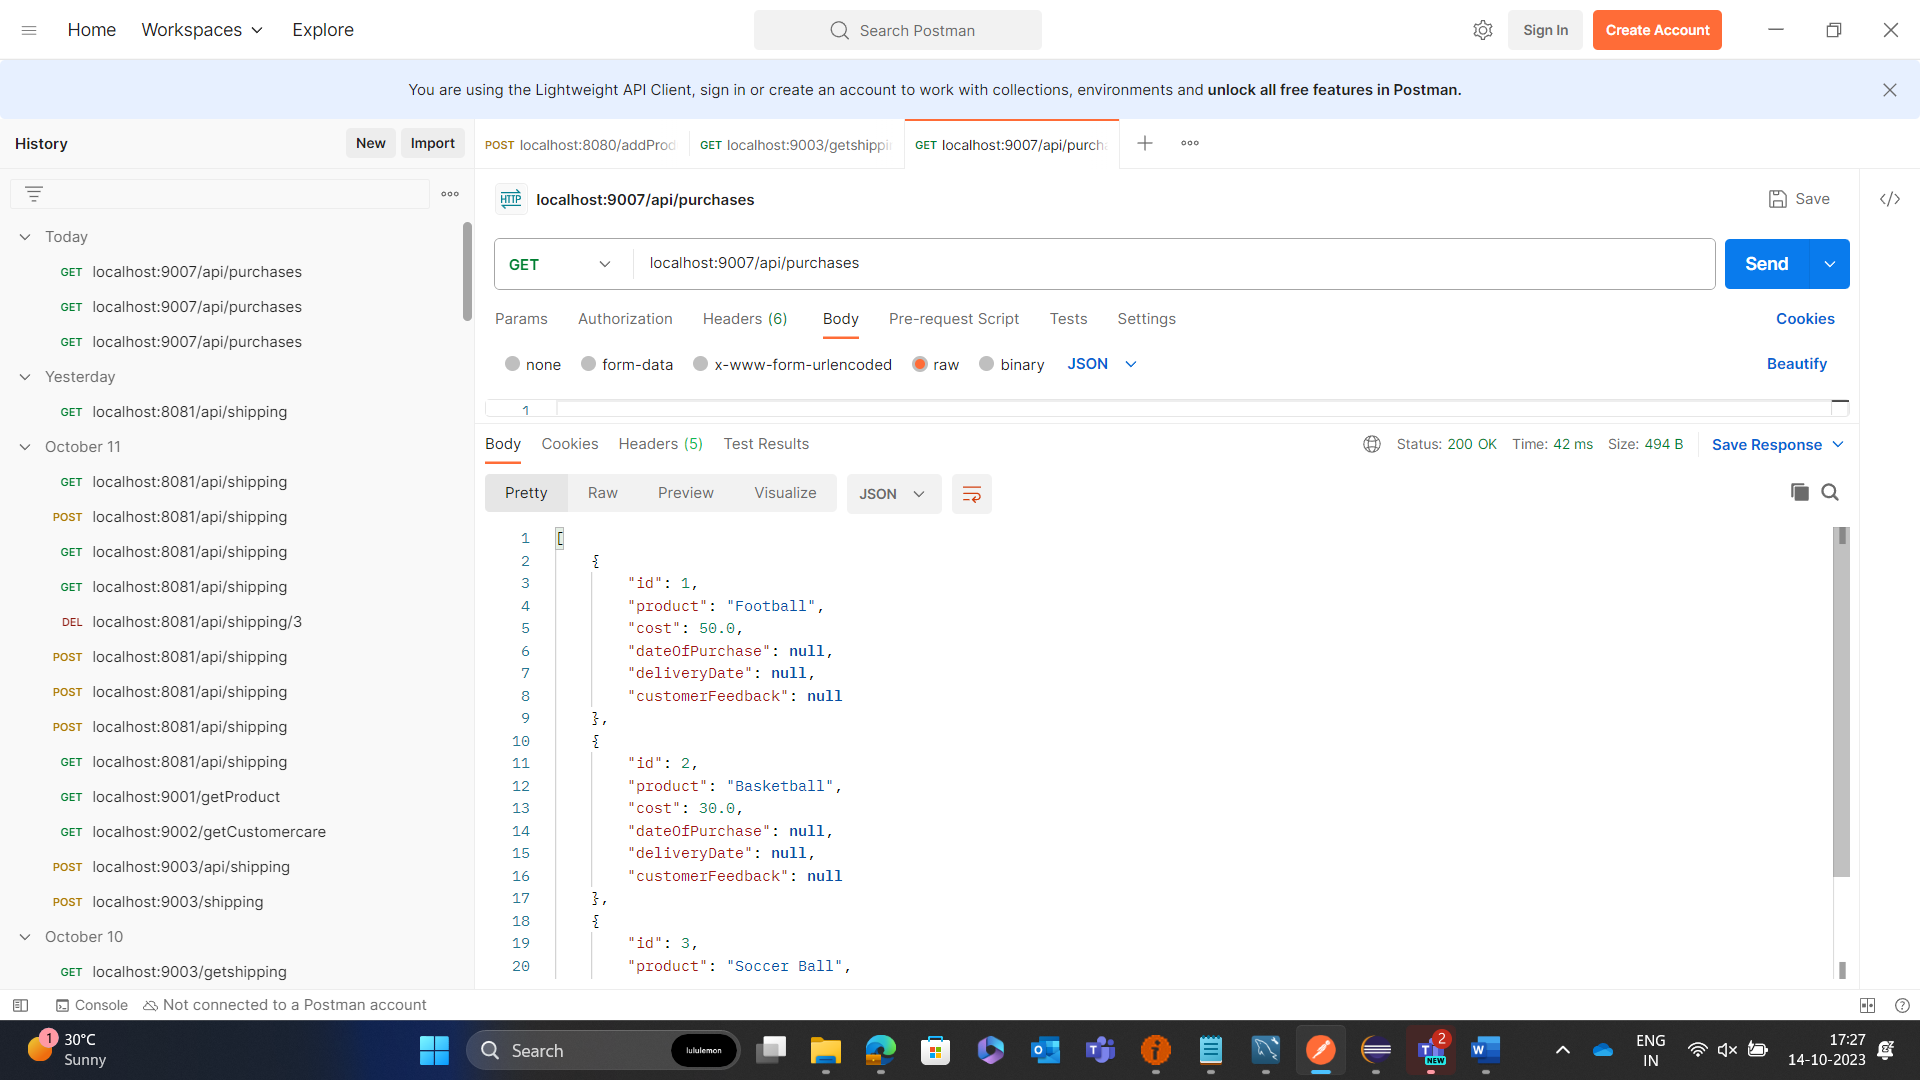 Home Workspaces Explore Search Postman Sign In Create Account
You are using the Lightweight API Client, sign in or create an account to work with collections, environments and unlock all free features in Postman.
History New Import
POST localhost:8080/addProd GET localhost:9003/getshippi GET localhost:9007/api/purcha
HTTP localhost:9007/api/purchases Save </>
GET localhost:9007/api/purchases Send
Params Authorization Headers (6) Body Pre-request Script Tests Settings Cookies
none form-data x-www-form-urlencoded raw binary JSON Beautify
1
Today
GET localhost:9007/api/purchases
GET localhost:9007/api/purchases
GET localhost:9007/api/purchases
Yesterday
GET localhost:8081/api/shipping
October 11
GET localhost:8081/api/shipping
POST localhost:8081/api/shipping
GET localhost:8081/api/shipping
GET localhost:8081/api/shipping
DEL localhost:8081/api/shipping/3
POST localhost:8081/api/shipping
POST localhost:8081/api/shipping
POST localhost:8081/api/shipping
GET localhost:8081/api/shipping
GET localhost:9001/getProduct
GET localhost:9002/getCustomercare
POST localhost:9003/api/shipping
POST localhost:9003/shipping
October 10
GET localhost:9003/getshipping
Body Cookies Headers (5) Test Results Status: 200 OK Time: 42 ms Size: 494 B Save Response
Pretty Raw Preview Visualize JSON
1 [
2 {
3 "id": 1,
4 "product": "Football",
5 "cost": 50.0,
6 "dateOfPurchase": null,
7 "deliveryDate": null,
8 "customerFeedback": null
9 },
10 {
11 "id": 2,
12 "product": "Basketball",
13 "cost": 30.0,
14 "dateOfPurchase": null,
15 "deliveryDate": null,
16 "customerFeedback": null
17 },
18 {
19 "id": 3,
20 "product": "Soccer Ball",
Console Not connected to a Postman account
1 30°C
Sunny
Search lululemon
2
NEW
ENG
IN
17:27
14-10-2023